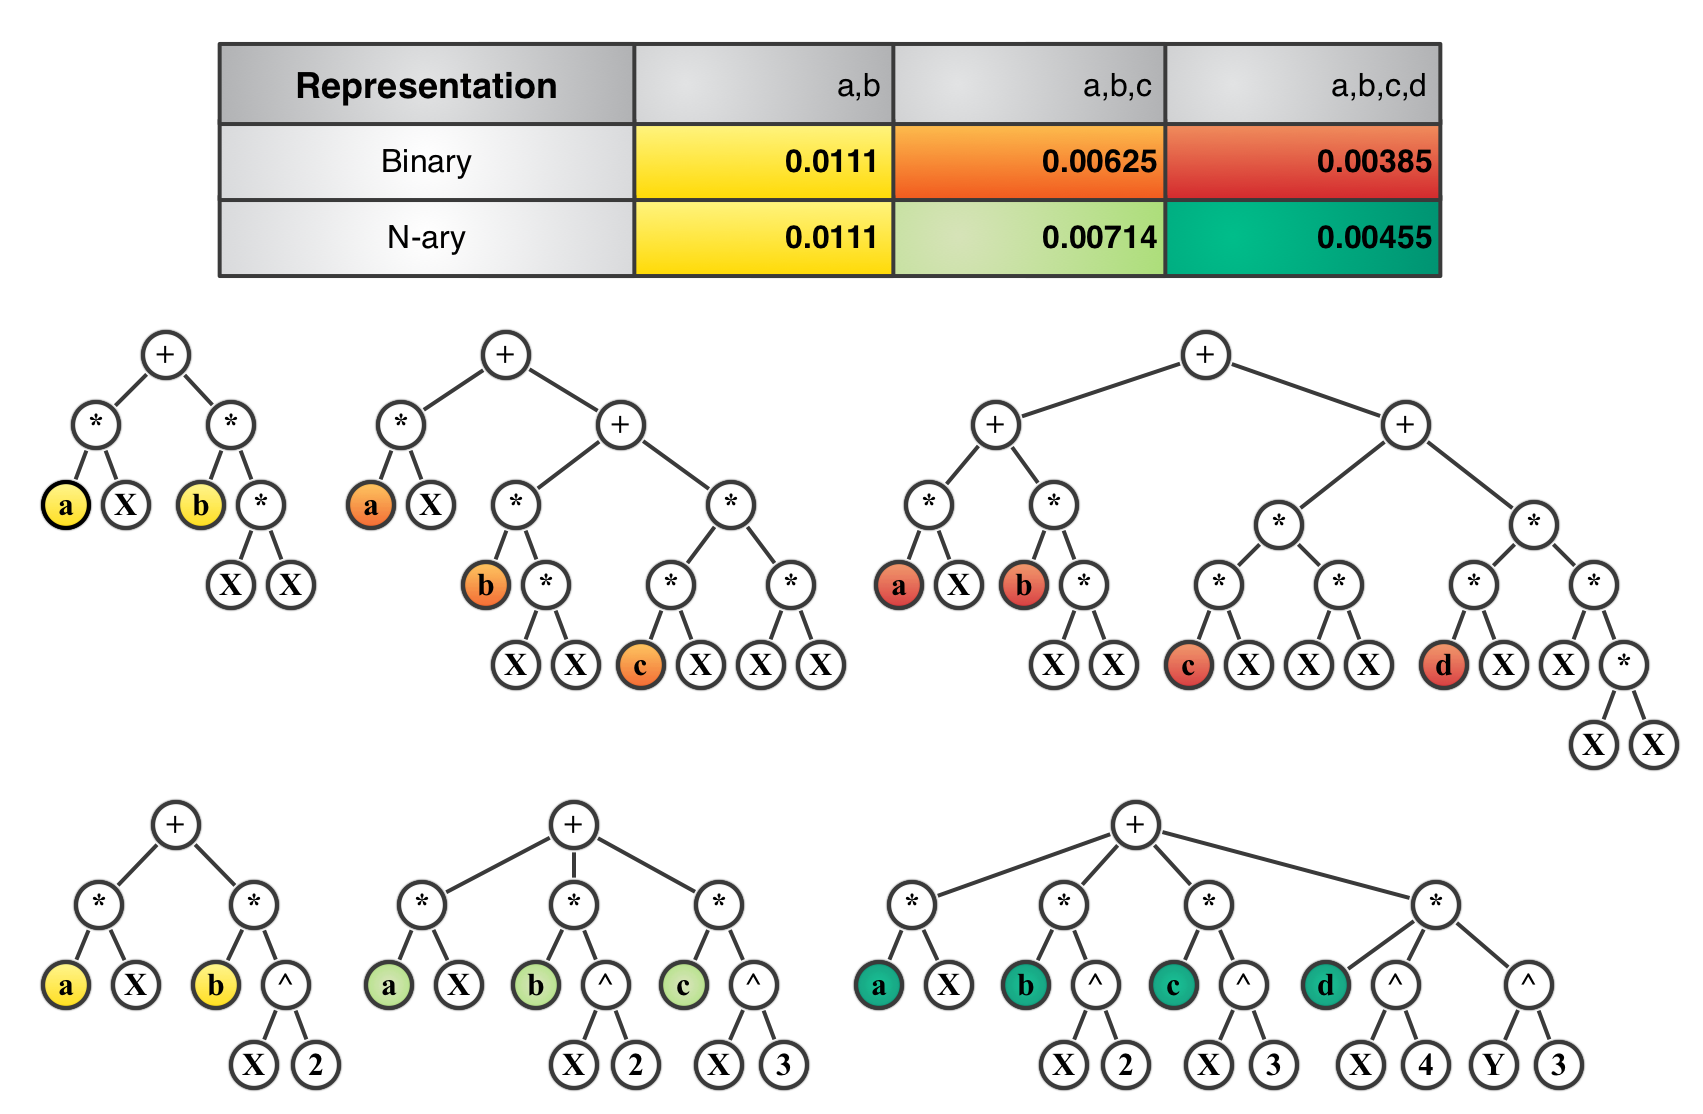 Representation a,b a,b,c a,b,c,d
Binary 0.0111 0.00625 0.00385
N-ary 0.0111 0.00714 0.00455
+ + +
* * * + + +
a X b * a X * * * * * *
X X b * * * a X b * * * * *
X X c X X X X X c X X X d X X *
X X
+ + +
* * * * * * * * *
a X b ^ a X b ^ c ^ a X b ^ c ^ d ^ ^
X 2 X 2 X 3 X 2 X 3 X 4 Y 3